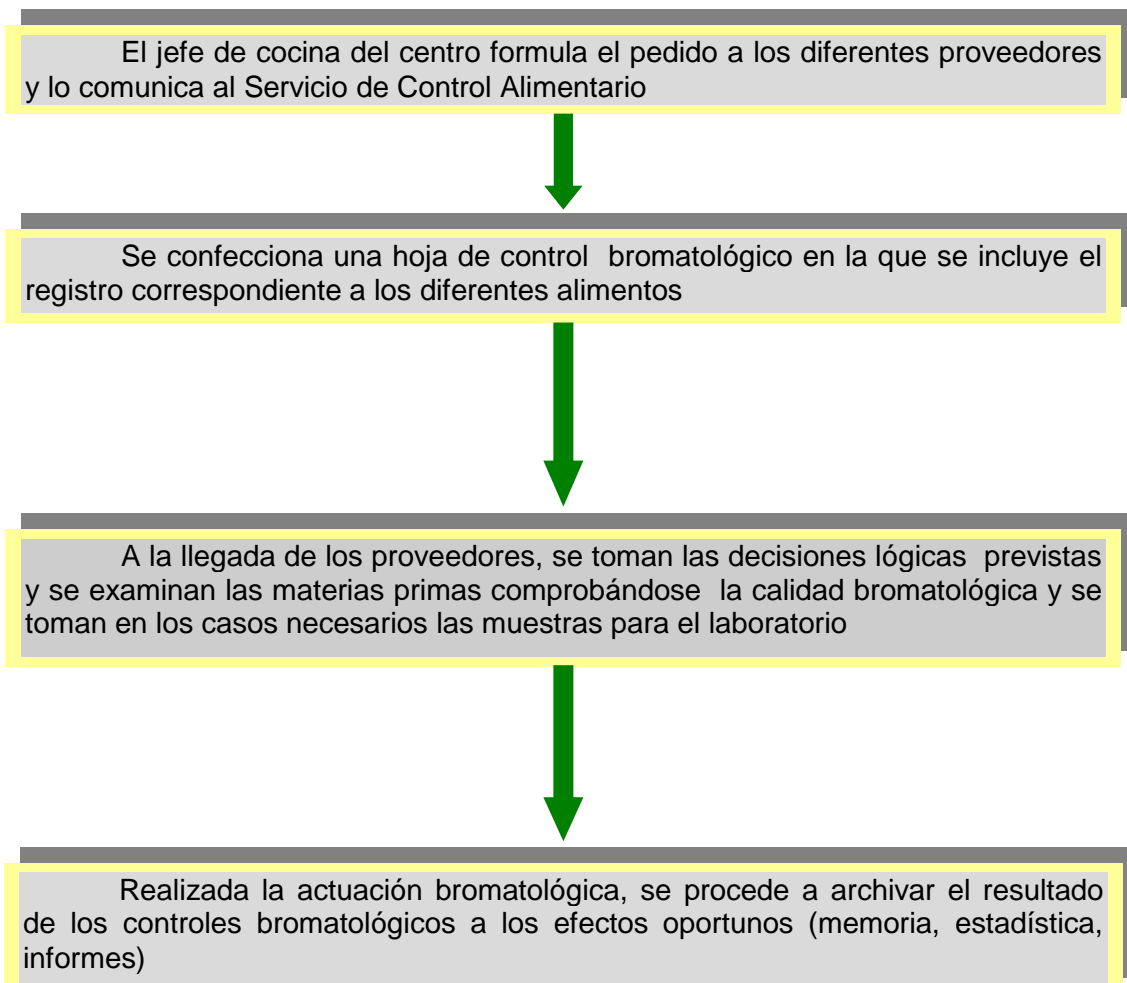 El jefe de cocina del centro formula el pedido a los diferentes proveedores
y lo comunica al Servicio de Control Alimentario
Se confecciona una hoja de control bromatológico en la que se incluye el
registro correspondiente a los diferentes alimentos
A la llegada de los proveedores, se toman las decisiones lógicas previstas
y se examinan las materias primas comprobándose la calidad bromatológica y se
toman en los casos necesarios las muestras para el laboratorio
Realizada la actuación bromatológica, se procede a archivar el resultado
de los controles bromatológicos a los efectos oportunos (memoria, estadística,
informes)